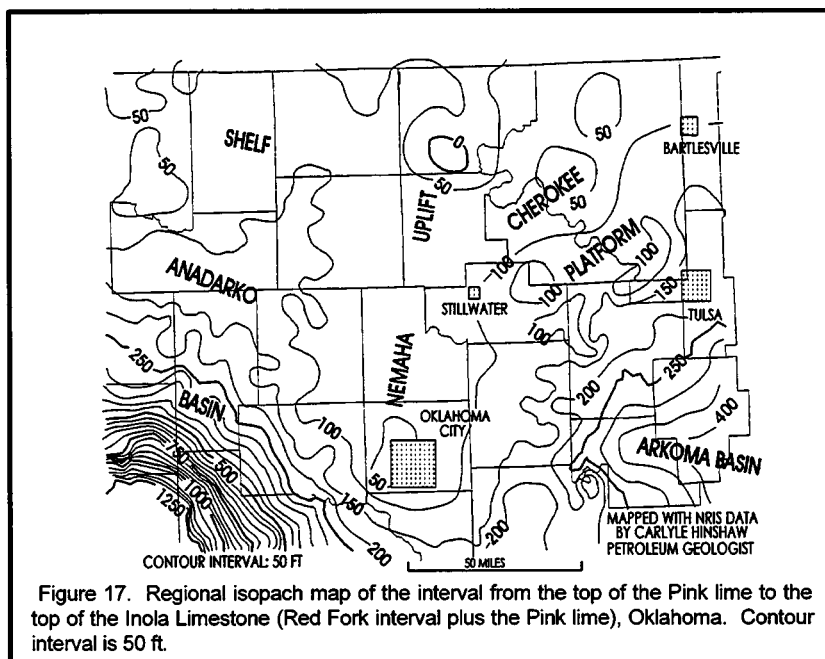 50
50
0
50
50
SHELF
BARTLESVILLE
50
CHEROKEE
50
UPLIFT
100
PLATFORM
100
150
ANADARKO
100
STILLWATER
TULSA
100
NEMAHA
250
250
200
BASIN
400
100
OKLAHOMA
CITY
ARKOMA BASIN
500
50
1000
150
1250
200
200
MAPPED WITH NRIS DATA
BY CARLYLE HINSHAW
PETROLEUM GEOLOGIST
CONTOUR INTERVAL: 50 FT
50 MILES
Figure 17. Regional isopach map of the interval from the top of the Pink lime to the
top of the Inola Limestone (Red Fork interval plus the Pink lime), Oklahoma. Contour
interval is 50 ft.